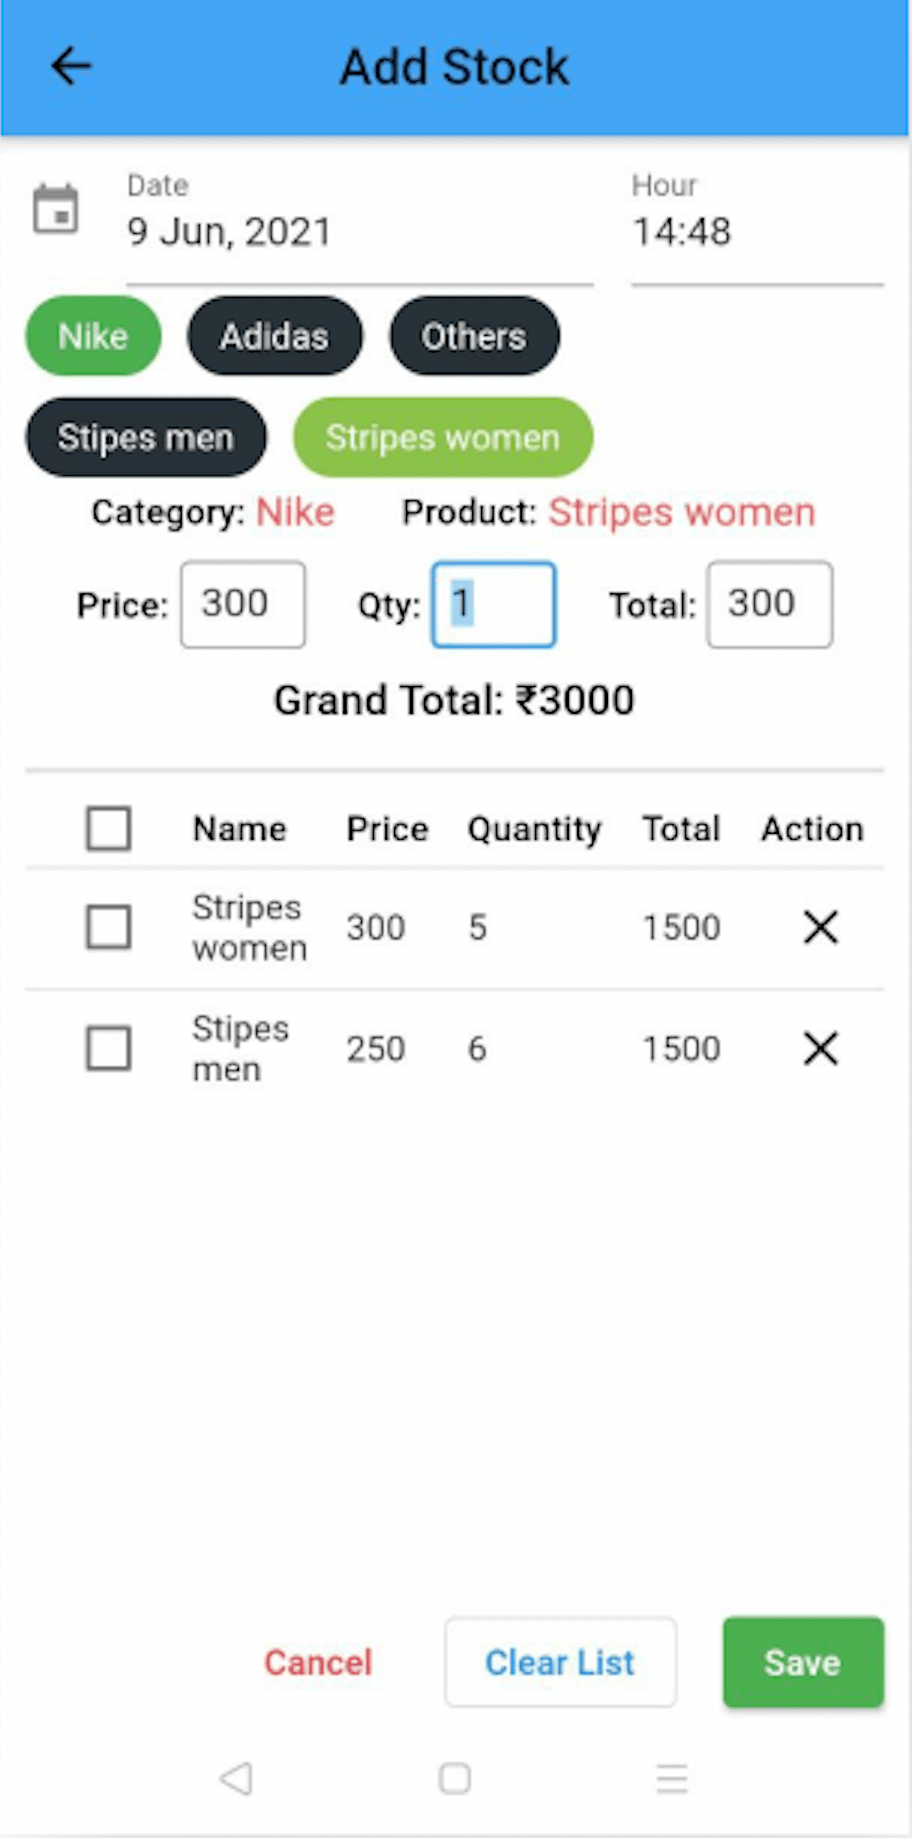 Add Stock
Date
9 Jun, 2021
Hour
14:48
Nike Adidas Others
Stipes men Stripes women
Category: Nike Product: Stripes women
Price: 300 Qty: 1 Total: 300
Grand Total: ₹3000
Name Price Quantity Total Action
Stripes
women 300 5 1500
Stipes
men 250 6 1500
Cancel Clear List Save